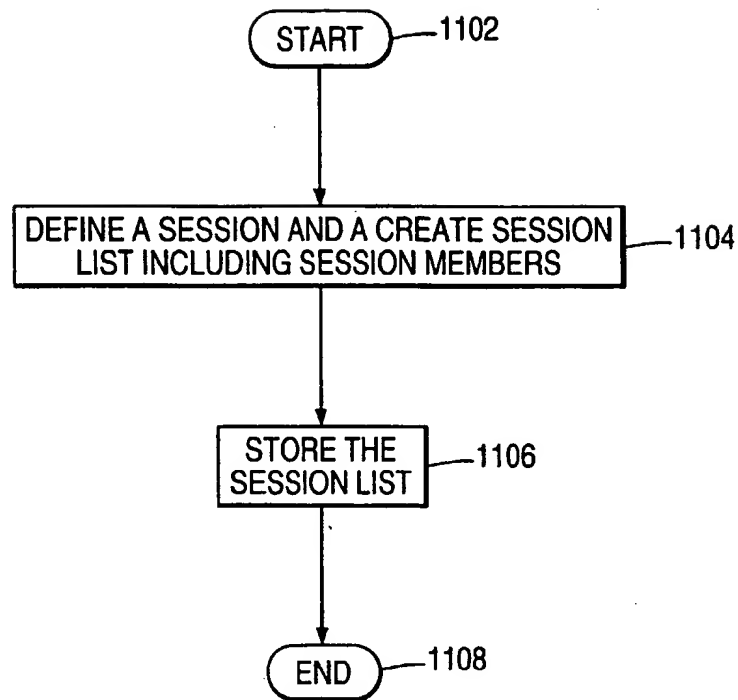 START
1102
DEFINE A SESSION AND A CREATE SESSION
LIST INCLUDING SESSION MEMBERS
1104
STORE THE
SESSION LIST
1106
END
1108